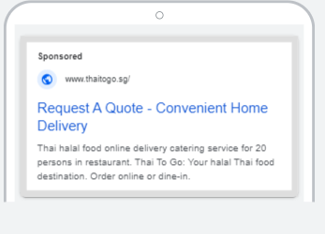 Sponsored
www.thaitogo.sg/
Request A Quote - Convenient Home
Delivery
Thai halal food online delivery catering service for 20
persons in restaurant. Thai To Go: Your halal Thai food
destination. Order online or dine-in.